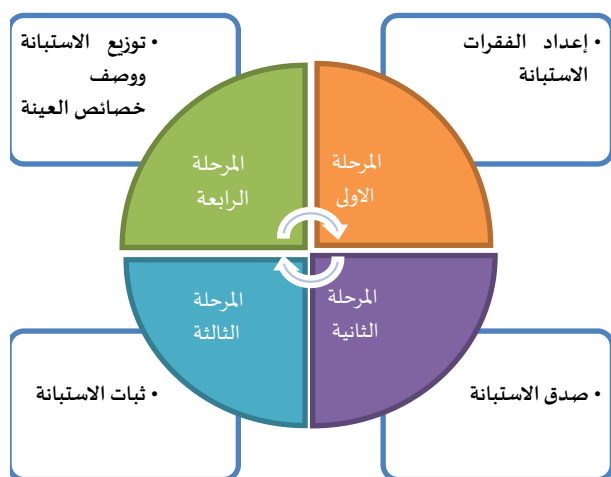 • إعداد الفقرات
الاستبانة
• توزيع الاستبانة
ووصف
خصائص العينة
المرحلة
الاولى
المرحلة
الرابعة
المرحلة
الثانية
المرحلة
الثالثة
• صدق الاستبانة
• ثبات الاستبانة